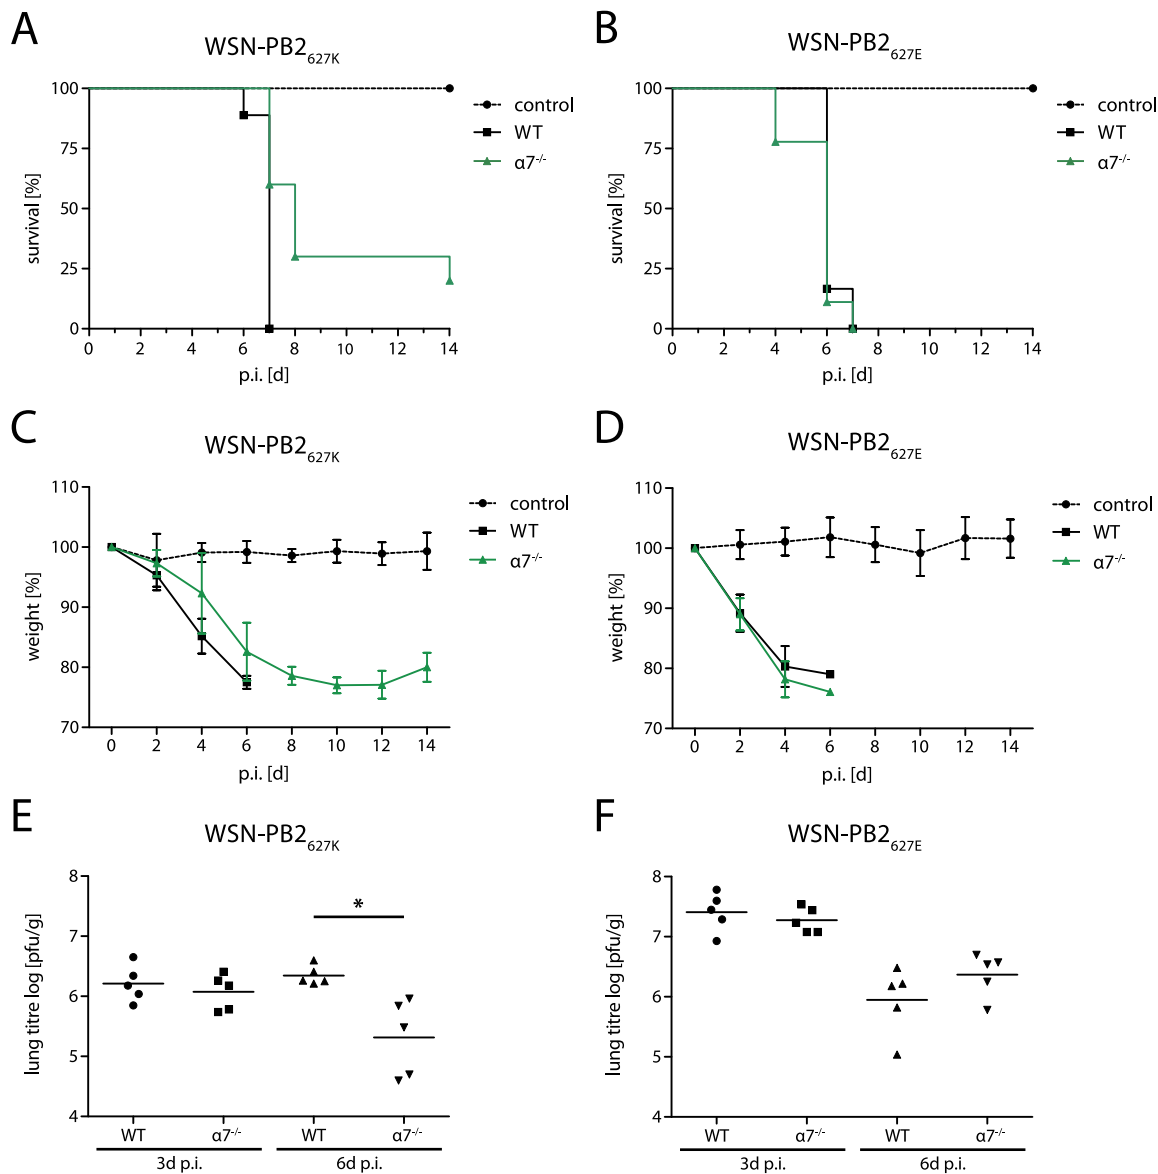 A
WSN-PB2627K
survival [%]
100
75
50
25
0
0 2 4 6 8 10 12 14
p.i. [d]
control
WT
α7-/-
B
WSN-PB2627E
survival [%]
100
75
50
25
0
0 2 4 6 8 10 12 14
p.i. [d]
control
WT
α7-/-
C
WSN-PB2627K
weight [%]
110
100
90
80
70
0 2 4 6 8 10 12 14
p.i. [d]
control
WT
α7-/-
D
WSN-PB2627E
weight [%]
110
100
90
80
70
0 2 4 6 8 10 12 14
p.i. [d]
control
WT
α7-/-
E
WSN-PB2627K
lung titre log [pfu/g]
8
7
6
5
4
*
WT α7-/- WT α7-/-
3d p.i. 6d p.i.
F
WSN-PB2627E
lung titre log [pfu/g]
8
7
6
5
4
WT α7-/- WT α7-/-
3d p.i. 6d p.i.